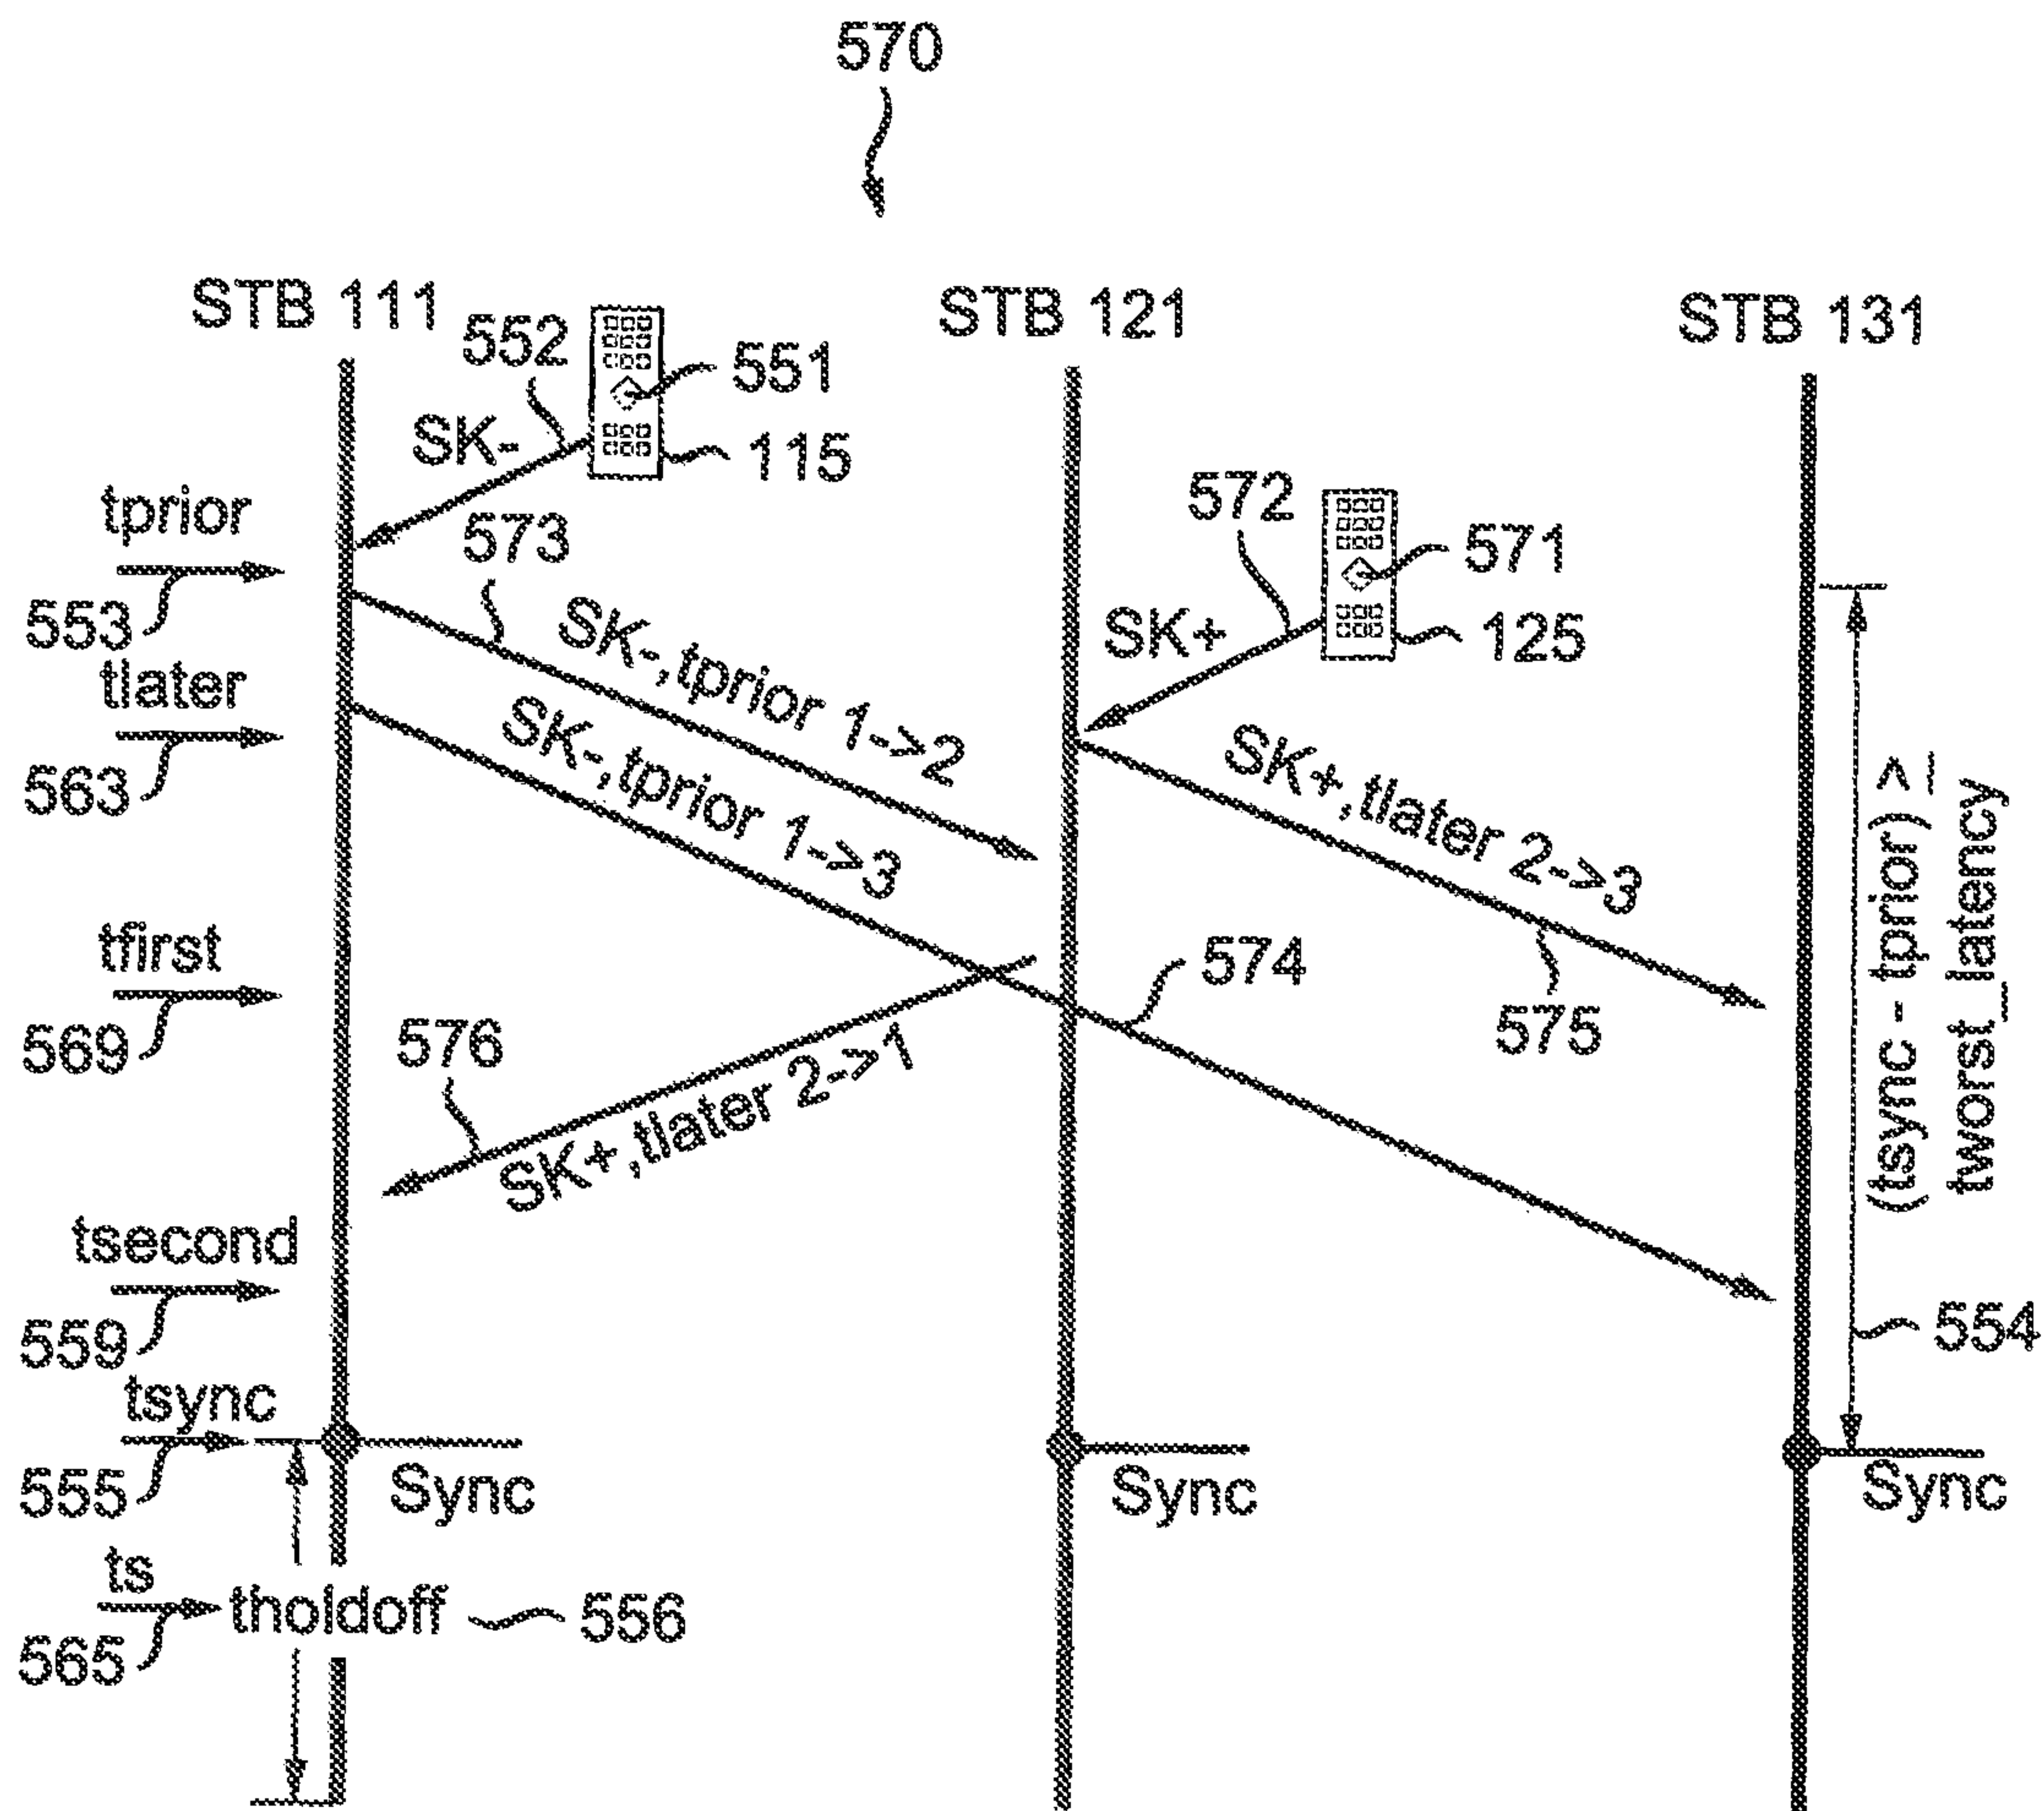 570
STB 111
STB 121
STB 131
552
551
SK-
115
572
571
tprior
573
553
SK+
125
SK-,tprior 1->2
tlater
563
SK-,tprior 1->3
SK+,tlater 2->3
(tsync - tprior) >
tworst_latency
tfirst
574
569
576
575
SK+,tlater 2->1
tsecond
559
554
tsync
555
Sync
Sync
Sync
ts
tholdoff
556
565